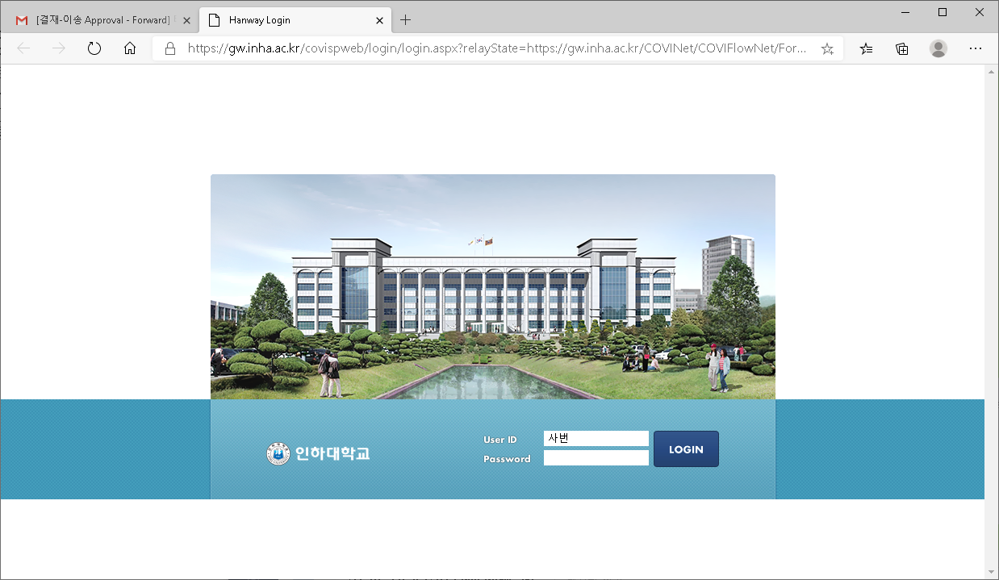 [결재-이송 Approval - Forward]
Hanway Login
https://gw.inha.ac.kr/covispweb/login/login.aspx?relayState=https://gw.inha.ac.kr/COVINet/COVIFlowNet/For...
인하대학교
User ID 사번
Password
LOGIN